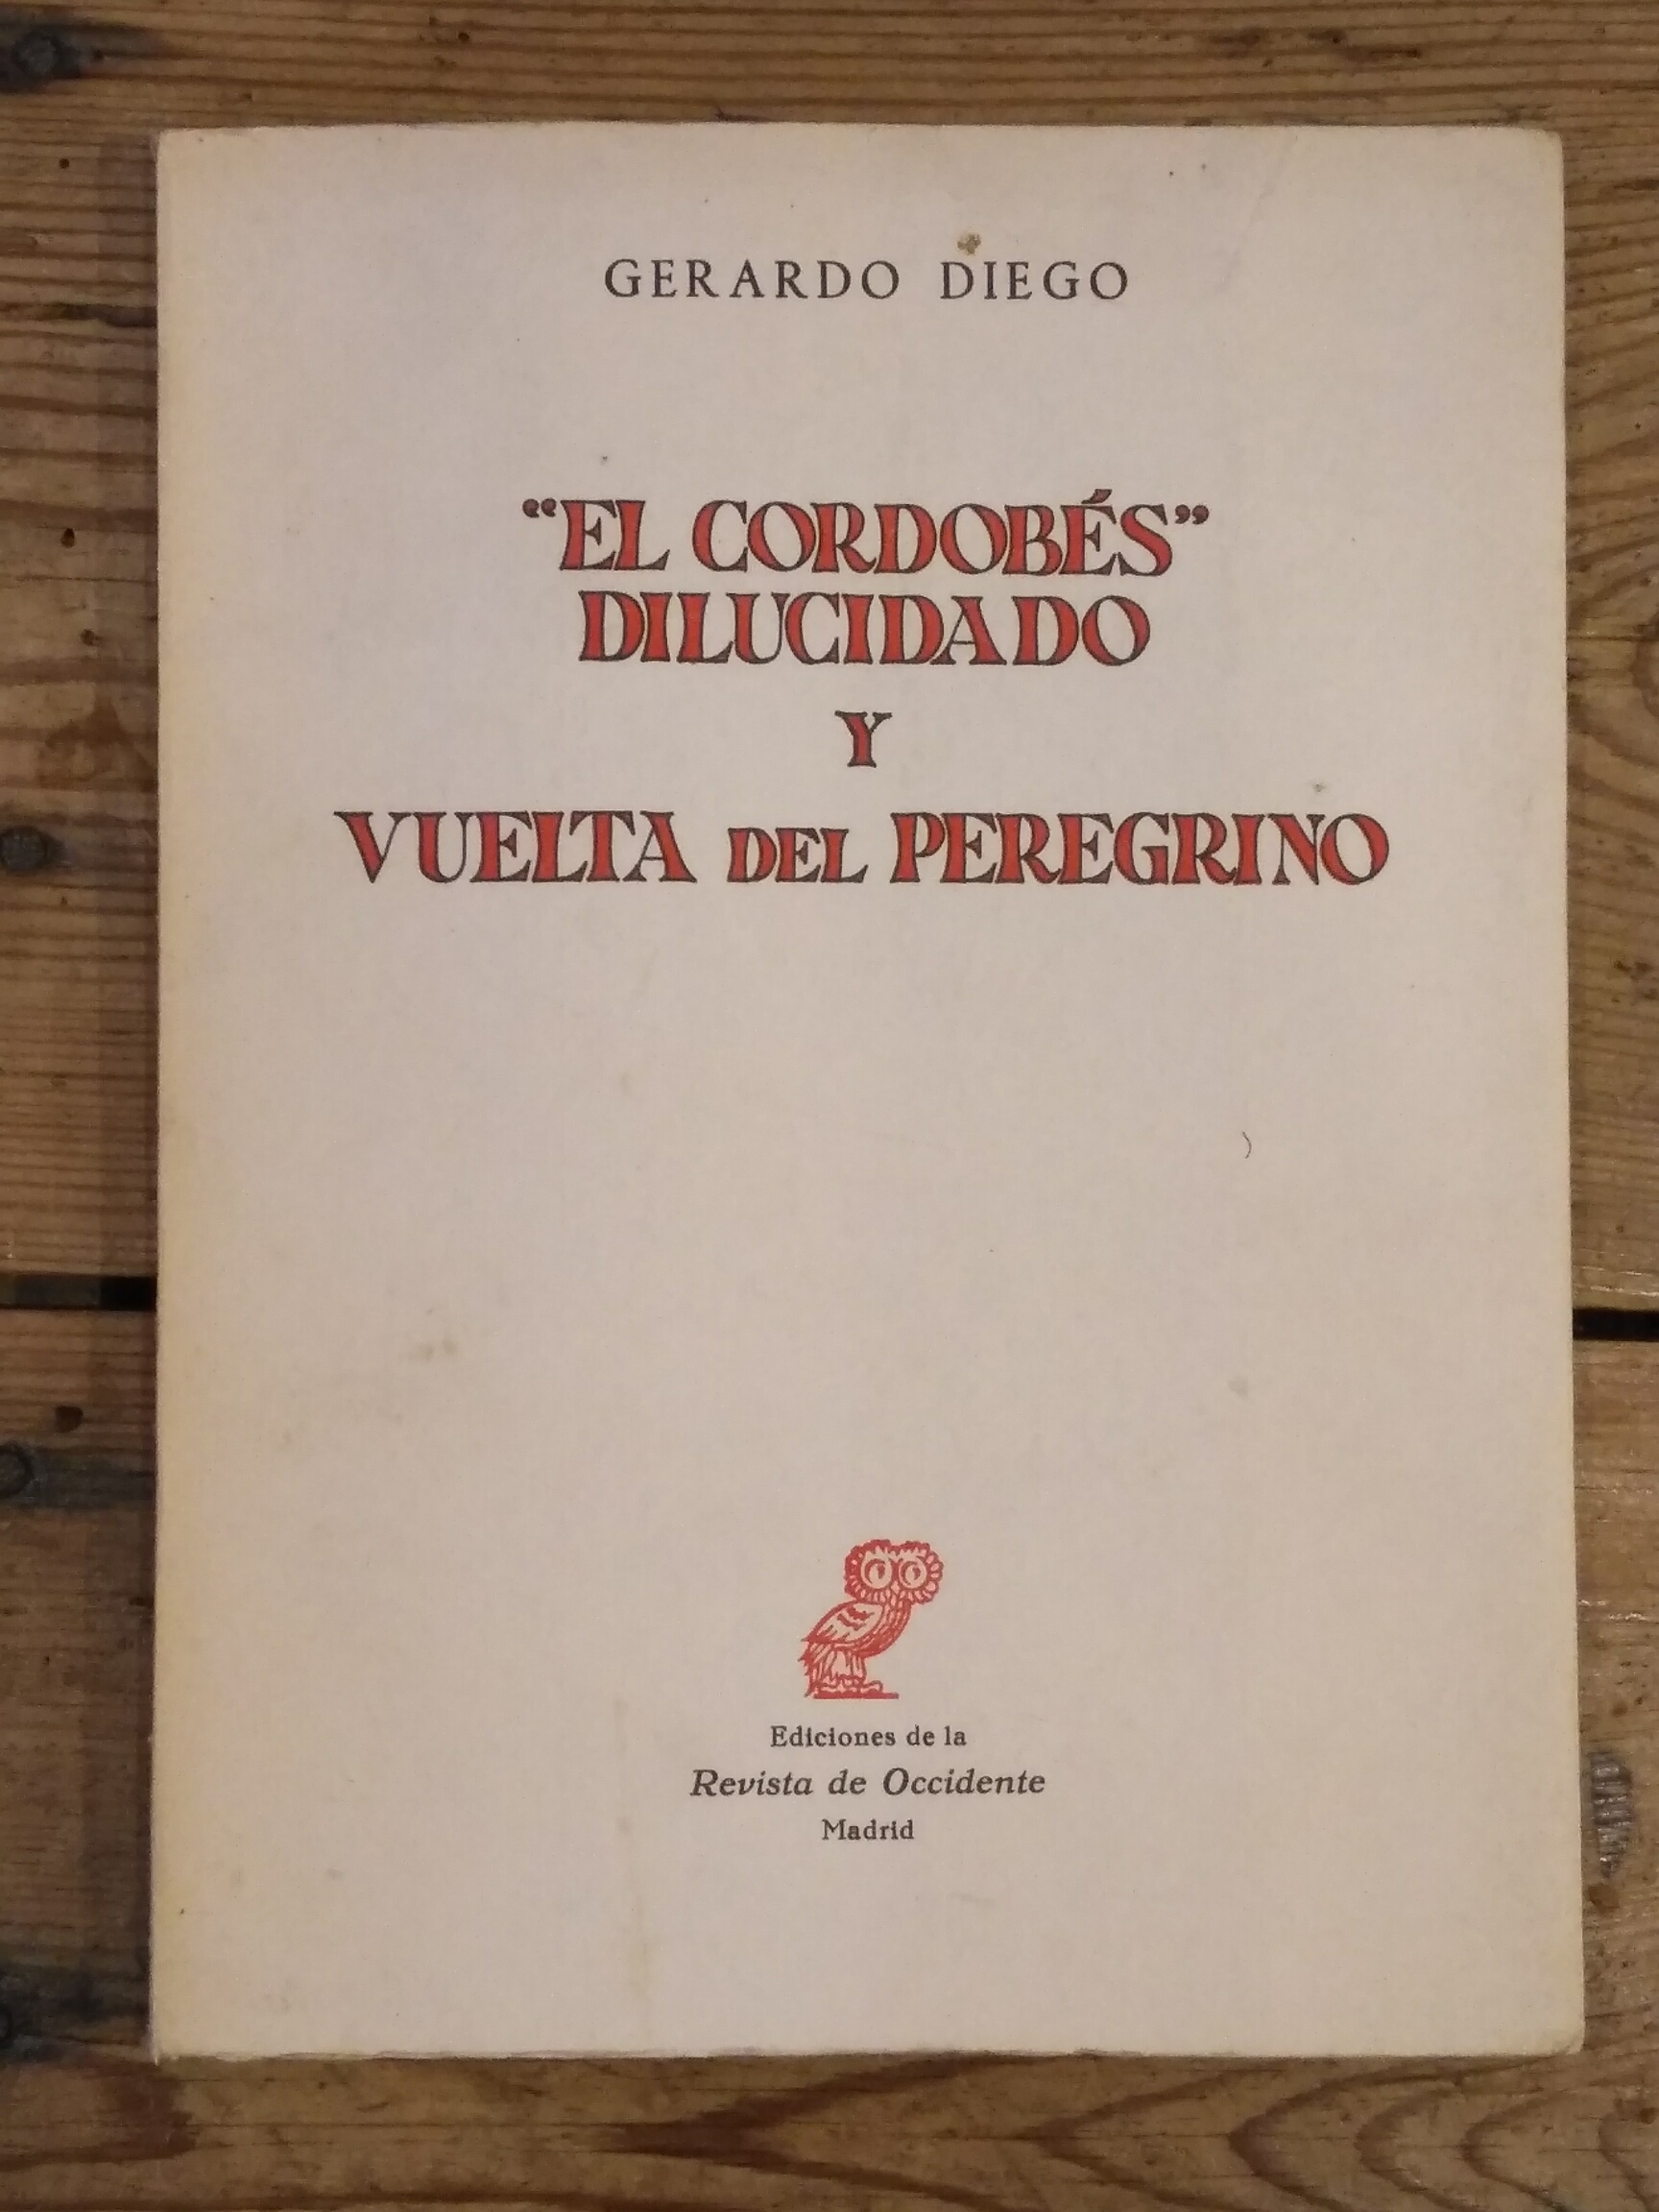 GERARDO DIEGO
“EL CORDOBÉS”
DILUCIDADO
Y
VUELTA DEL PEREGRINO
Ediciones de la
Revista de Occidente
Madrid